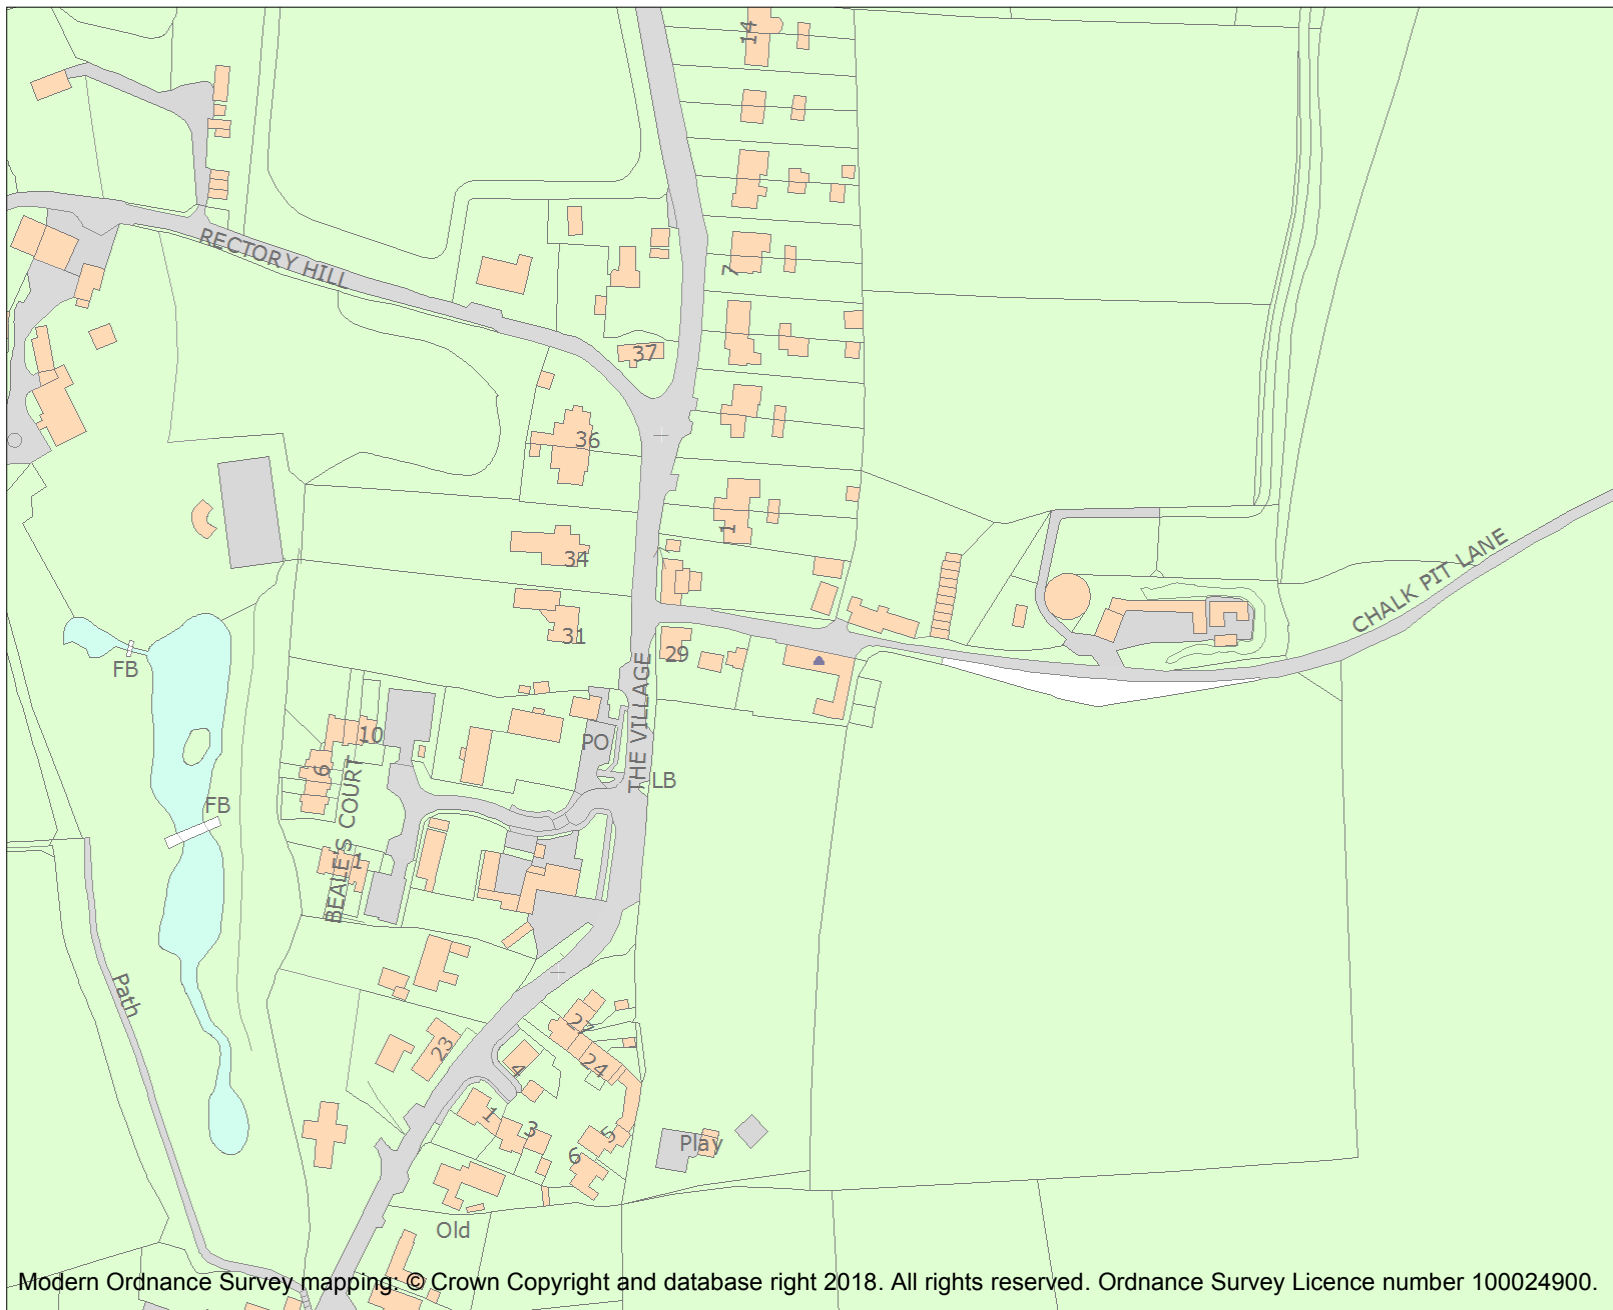 14
RECTORY HILL
7
37
36
1
34
31
29
CHALK PIT LANE
FB
THE VILLAGE
10
PO
6
LB
FB
BEALE'S COURT
1
Path
27
23
24
4
1
3
5
6
Play
Old
Modern Ordnance Survey mapping: © Crown Copyright and database right 2018. All rights reserved. Ordnance Survey Licence number 100024900.